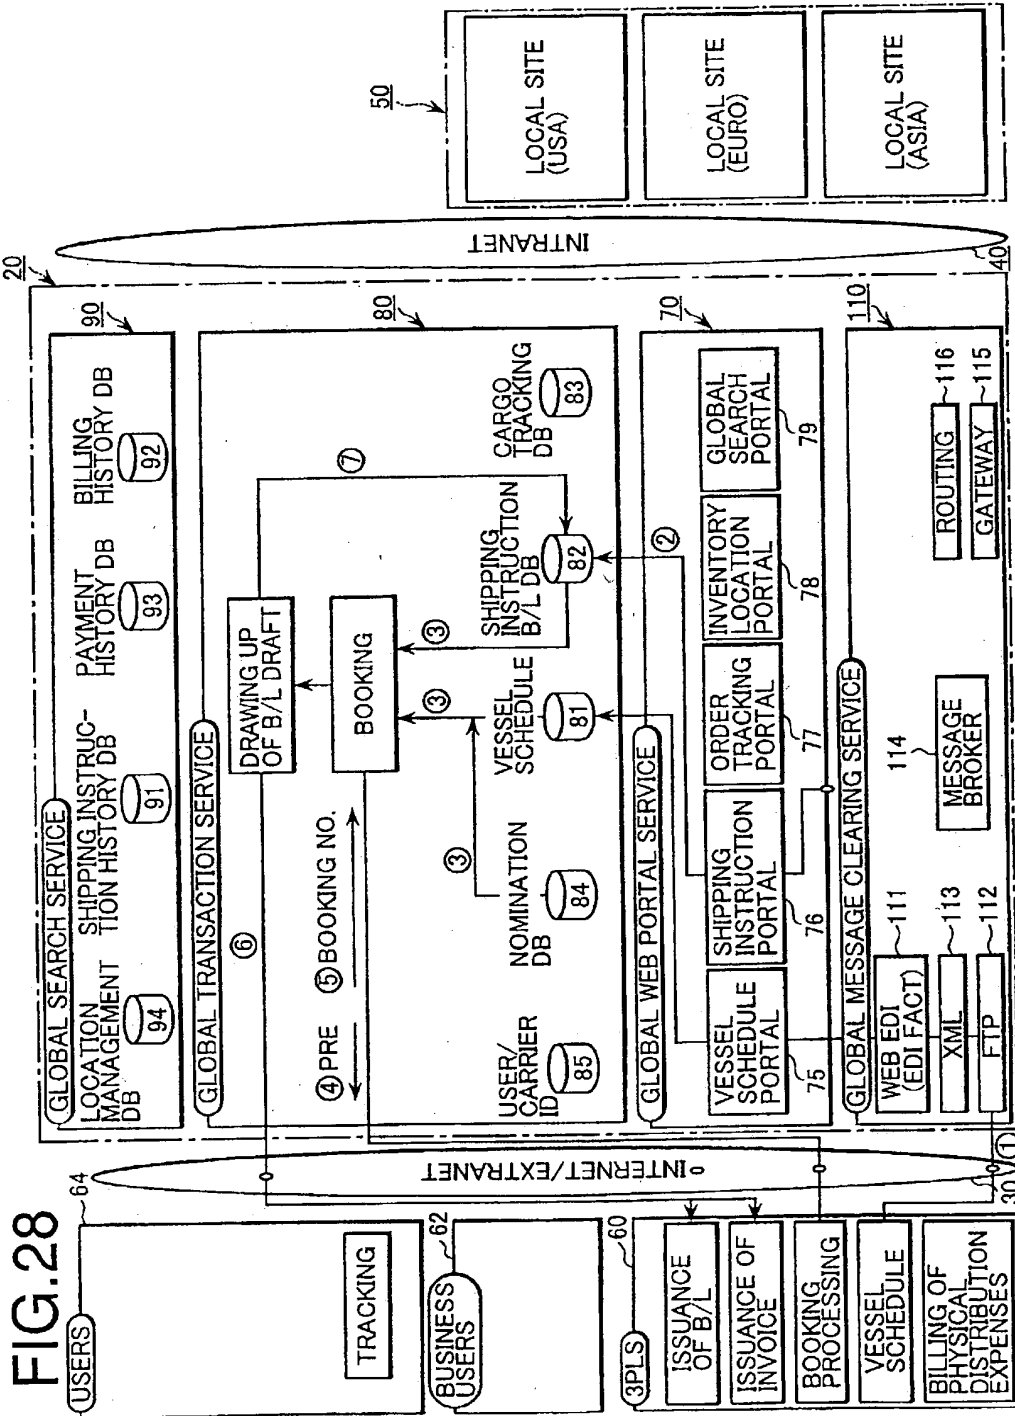 FIG.28
USERS
64
TRACKING
BUSINESS
USERS
62
3PLS
60
ISSUANCE
OF B/L
ISSUANCE OF
INVOICE
BOOKING
PROCESSING
VESSEL
SCHEDULE
BILLING OF
PHYSICAL
DISTRIBUTION
EXPENSES
INTERNET/EXTRANET
30
①
20
GLOBAL SEARCH SERVICE
90
LOCATION
MANAGEMENT
DB
94
SHIPPING INSTRUC-
TION HISTORY DB
91
PAYMENT
HISTORY DB
93
BILLING
HISTORY DB
92
GLOBAL TRANSACTION SERVICE
80
⑥
DRAWING UP
OF B/L DRAFT
⑦
④PRE
⑤BOOKING NO.
BOOKING
③
③
③
USER/
CARRIER
ID
85
NOMINATION
DB
84
VESSEL
SCHEDULE
81
SHIPPING
INSTRUCTION
B/L DB
82
CARGO
TRACKING
DB
83
②
GLOBAL WEB PORTAL SERVICE
70
VESSEL
SCHEDULE
PORTAL
75
SHIPPING
INSTRUCTION
PORTAL
76
ORDER
TRACKING
PORTAL
77
INVENTORY
LOCATION
PORTAL
78
GLOBAL
SEARCH
PORTAL
79
GLOBAL MESSAGE CLEARING SERVICE
110
WEB EDI
(EDI FACT)
111
XML
113
FTP
112
114
MESSAGE
BROKER
ROUTING
116
GATEWAY
115
INTRANET
40
50
LOCAL SITE
(USA)
LOCAL SITE
(EURO)
LOCAL SITE
(ASIA)